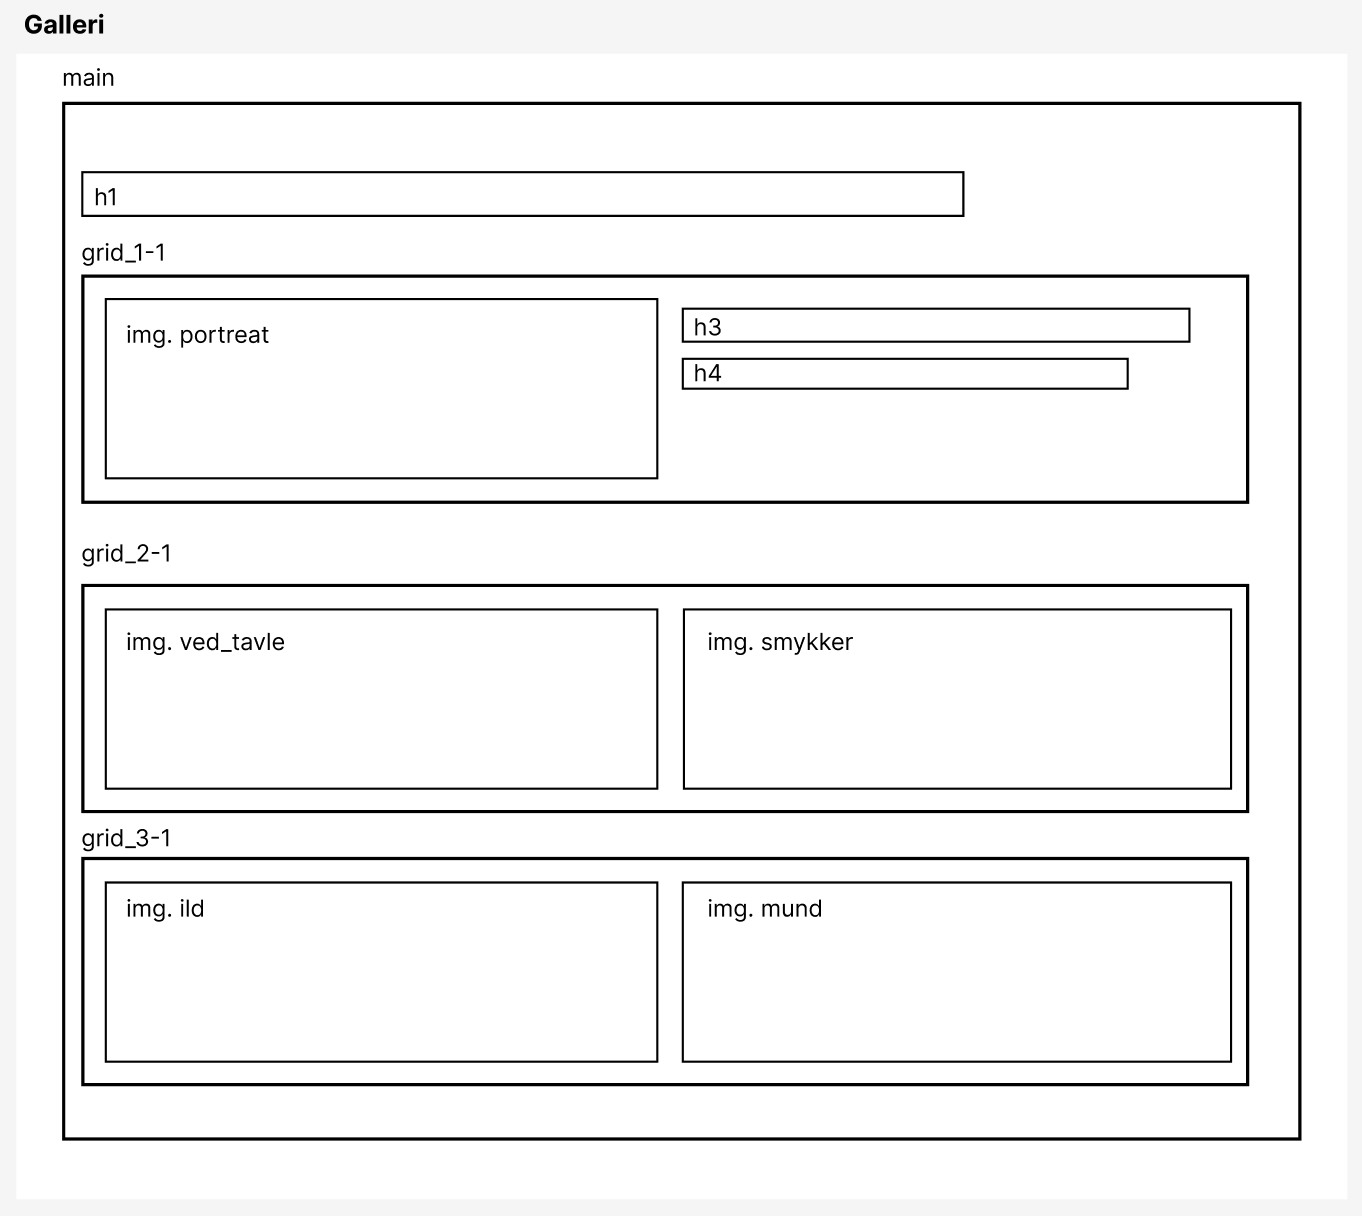 Galleri
main
h1
grid_1-1
img. portreat
h3
h4
grid_2-1
img. ved_tavle
img. smykker
grid_3-1
img. ild
img. mund